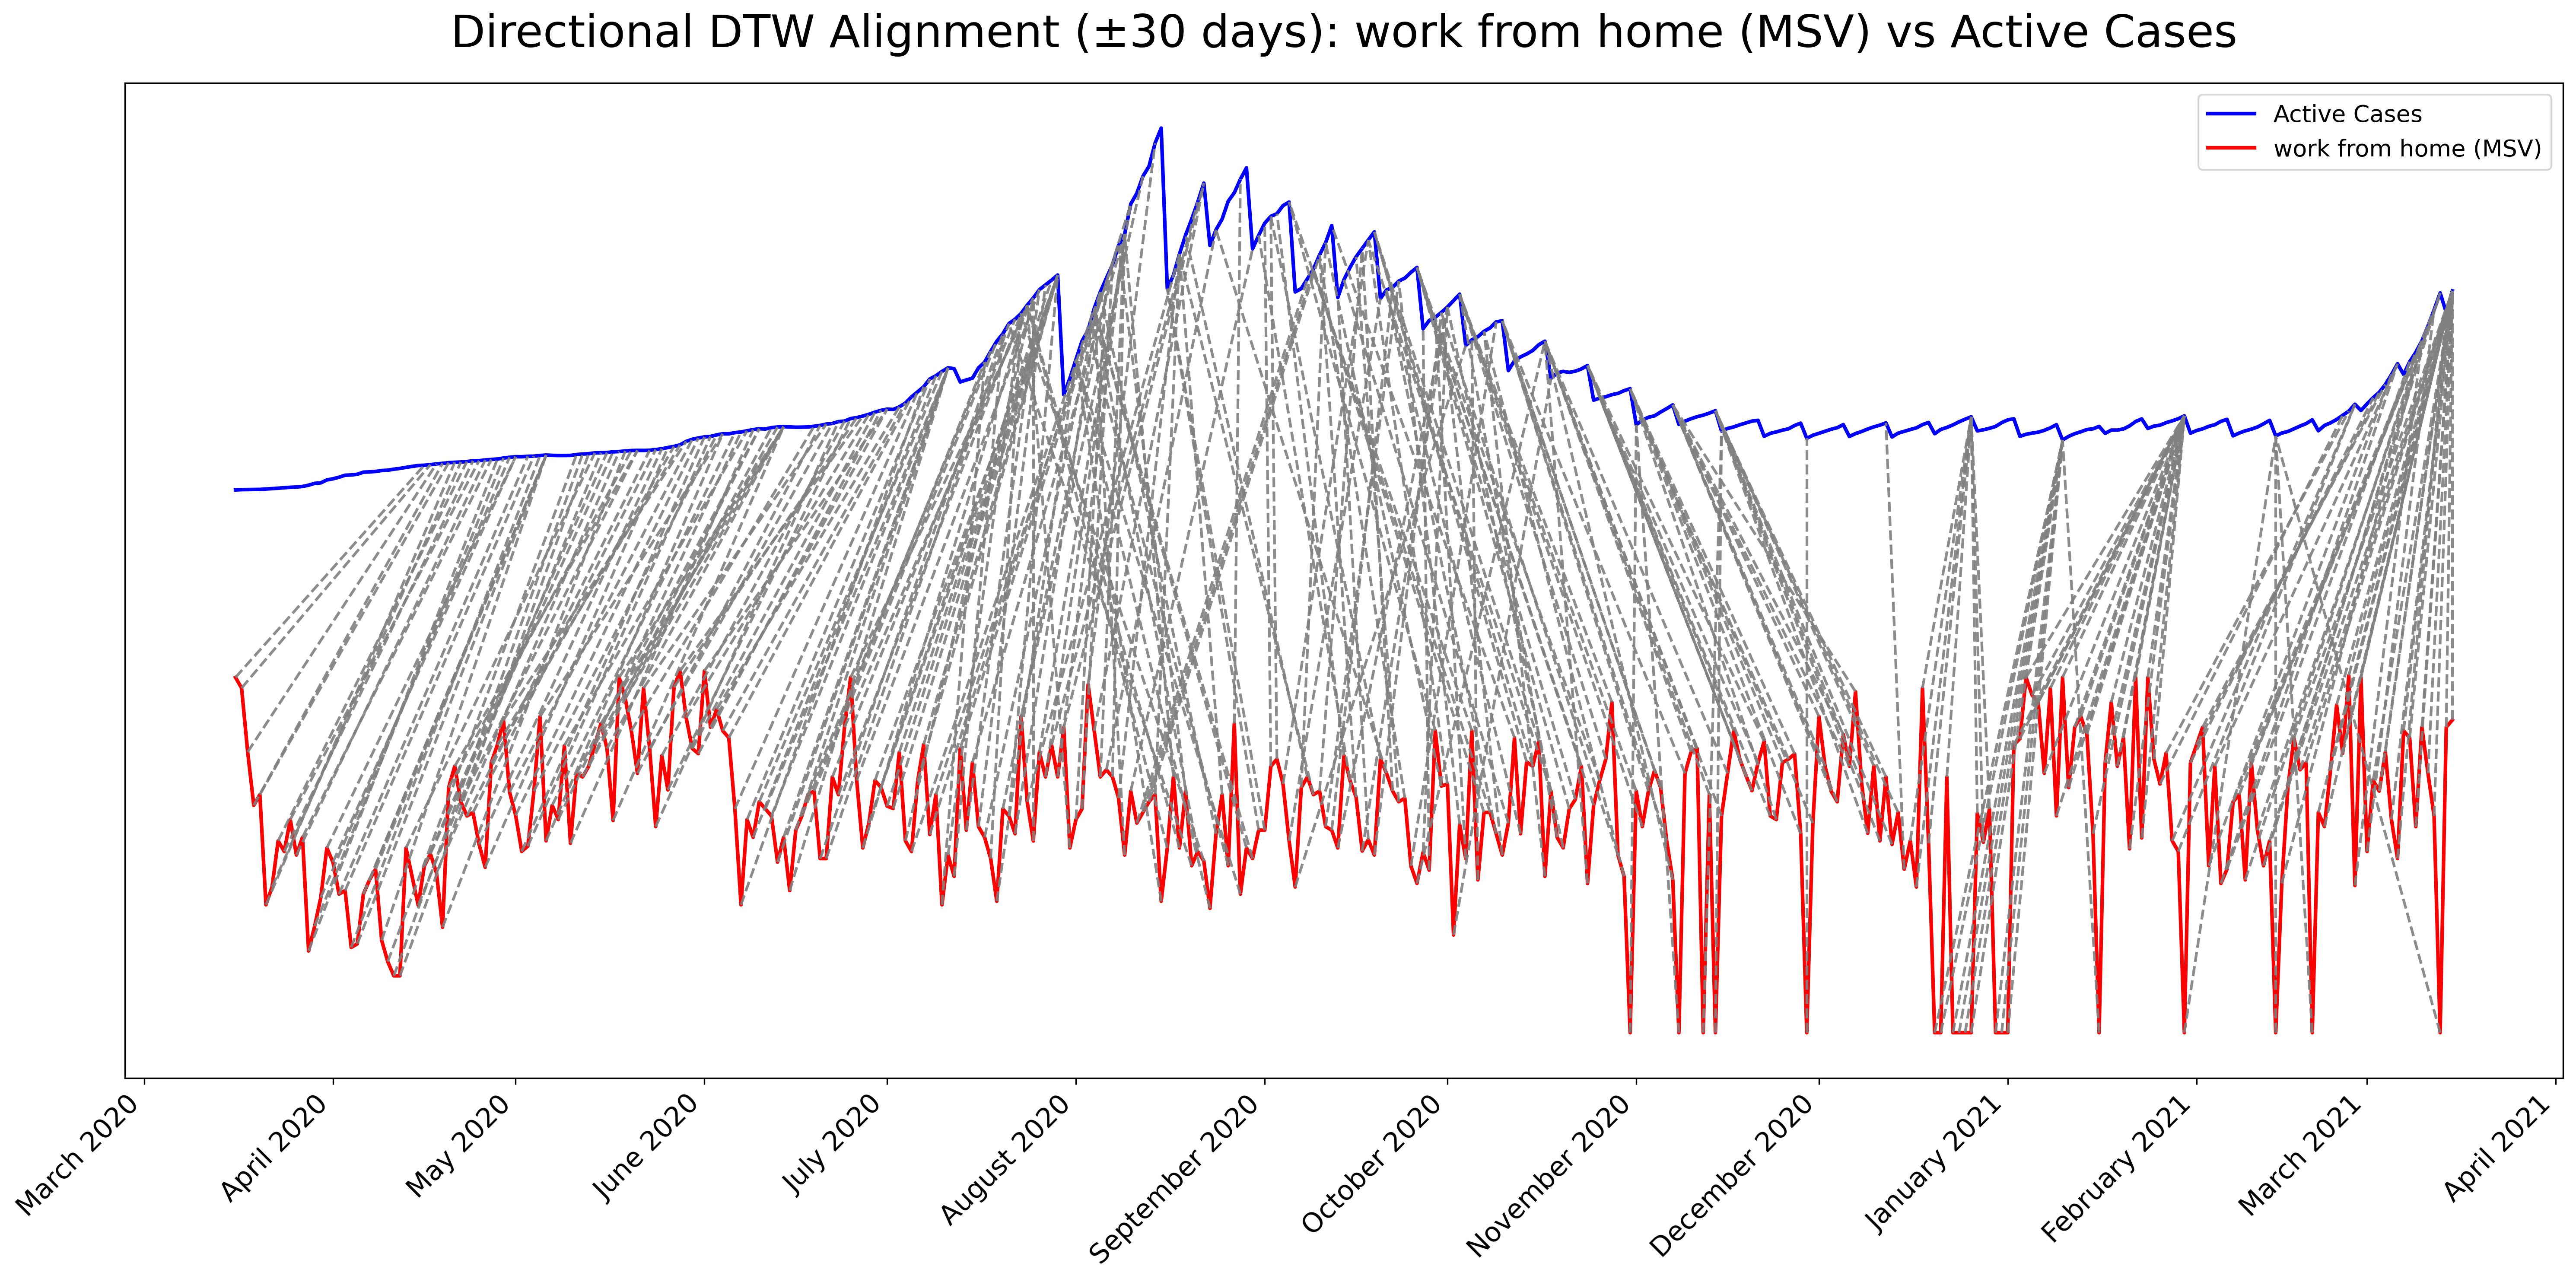 Directional DTW Alignment (±30 days): work from home (MSV) vs Active Cases
Active Cases
work from home (MSV)
March 2020
April 2020
May 2020
June 2020
July 2020
August 2020
September 2020
October 2020
November 2020
December 2020
January 2021
February 2021
March 2021
April 2021